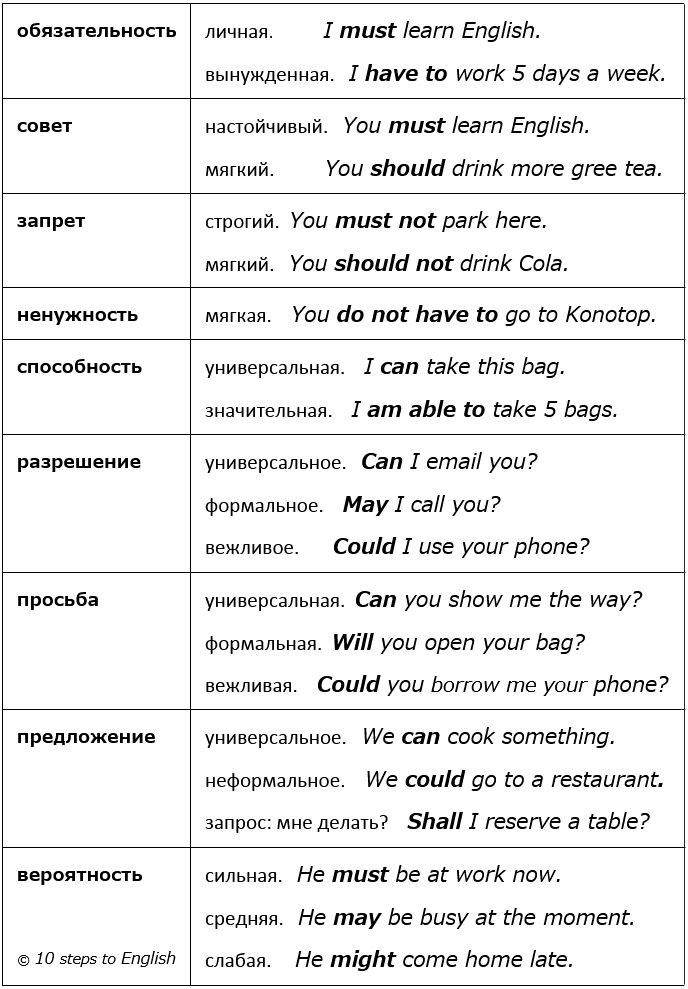 обязательность личная. I must learn English.
вынужденная. I have to work 5 days a week.
совет настойчивый. You must learn English.
мягкий. You should drink more gree tea.
запрет строгий. You must not park here.
мягкий. You should not drink Cola.
ненужность мягкая. You do not have to go to Konotop.
способность универсальная. I can take this bag.
значительная. I am able to take 5 bags.
разрешение универсальное. Can I email you?
формальное. May I call you?
вежливое. Could I use your phone?
просьба универсальная. Can you show me the way?
формальная. Will you open your bag?
вежливая. Could you borrow me your phone?
предложение универсальное. We can cook something.
неформальное. We could go to a restaurant.
запрос: мне делать? Shall I reserve a table?
вероятность сильная. He must be at work now.
средняя. He may be busy at the moment.
© 10 steps to English слабая. He might come home late.